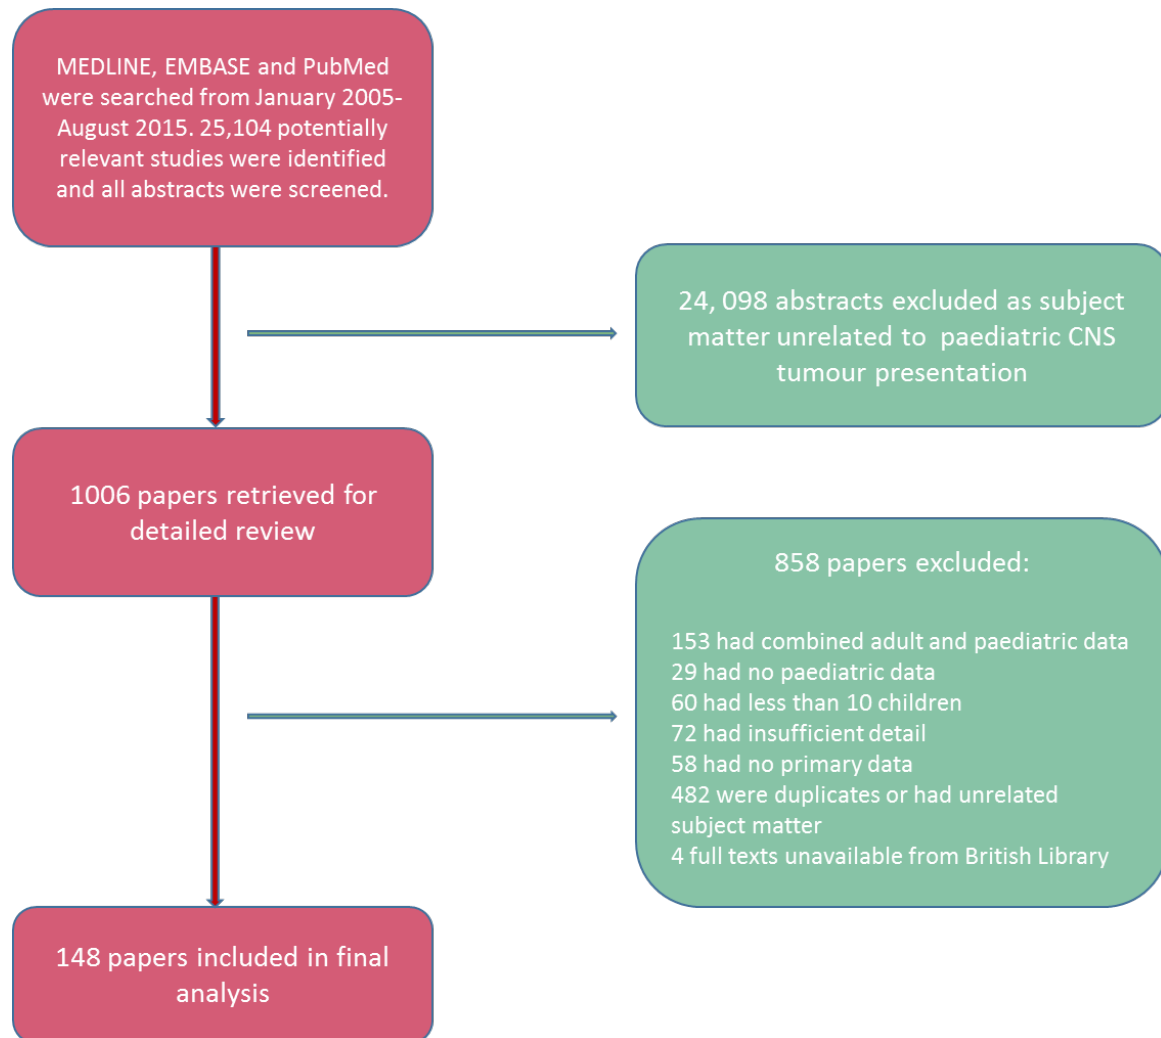 MEDLINE, EMBASE and PubMed
were searched from January 2005-
August 2015. 25,104 potentially
relevant studies were identified
and all abstracts were screened.
24, 098 abstracts excluded as subject
matter unrelated to  paediatric CNS
tumour presentation
1006 papers retrieved for
detailed review
858 papers excluded:
153 had combined adult and paediatric data
29 had no paediatric data
60 had less than 10 children
72 had insufficient detail
58 had no primary data
482 were duplicates or had unrelated
subject matter
4 full texts unavailable from British Library
148 papers included in final
analysis